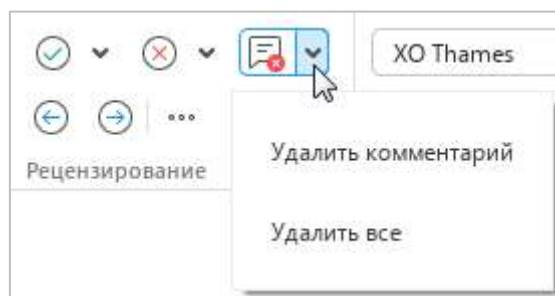 XO Thames
Рецензирование
Удалить комментарий
Удалить все